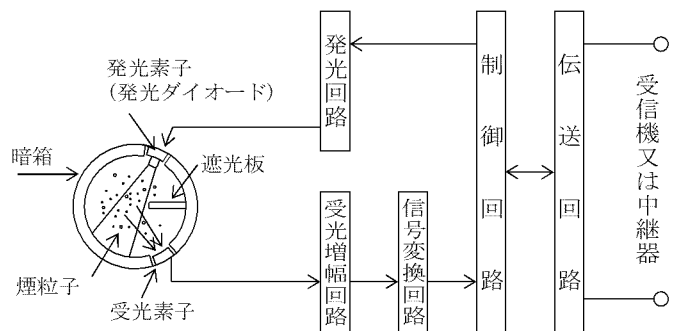 発光素子
(発光ダイオード)
暗箱
遮光板
煙粒子
受光素子
発光回路
受光増幅回路
信号変換回路
制御回路
伝送回路
受信機又は中継器